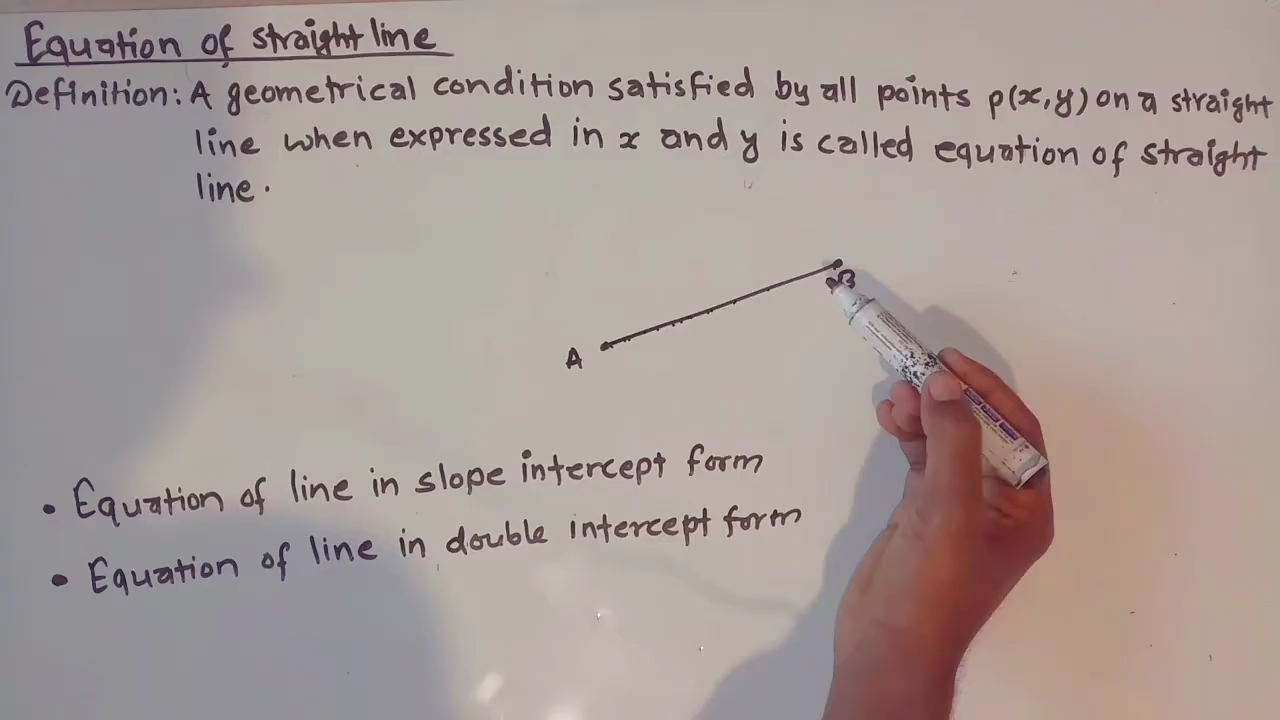 Equation of straight line
Definition: A geometrical condition satisfied by all points p(x,y) on a straight
line when expressed in x and y is called equation of straight
line.
B
A
• Equation of line in slope intercept form
• Equation of line in double intercept form